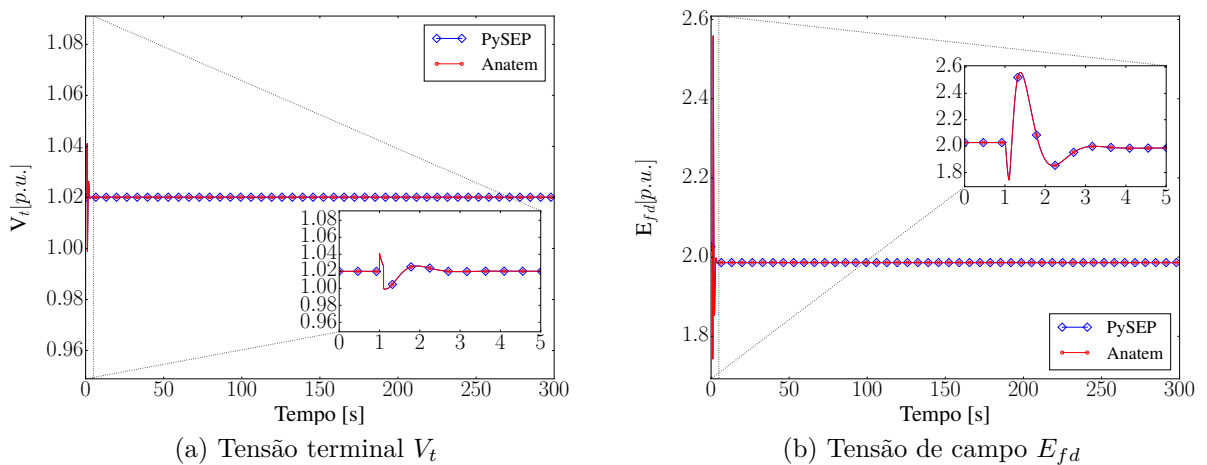 1.08
1.06
1.04
1.02
1.00
0.98
0.96
V_t[p.u.]
PySEP
Anatem
1.08
1.06
1.04
1.02
1.00
0.98
0.96
0 1 2 3 4 5
0 50 100 150 200 250 300
Tempo [s]
(a) Tensão terminal V_t
2.6
2.4
2.2
2.0
1.8
E_fd[p.u.]
2.6
2.4
2.2
2.0
1.8
0 1 2 3 4 5
PySEP
Anatem
0 50 100 150 200 250 300
Tempo [s]
(b) Tensão de campo E_fd